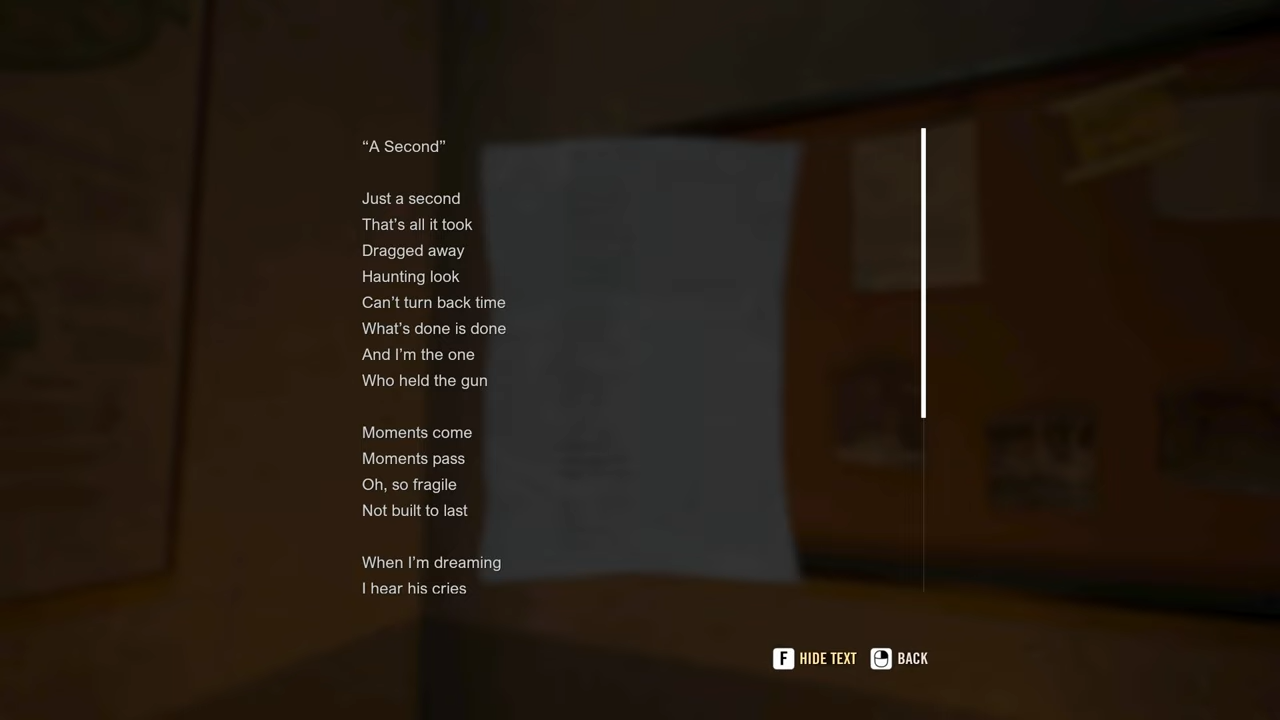 “A Second”
Just a second
That’s all it took
Dragged away
Haunting look
Can’t turn back time
What’s done is done
And I’m the one
Who held the gun
Moments come
Moments pass
Oh, so fragile
Not built to last
When I’m dreaming
I hear his cries
F HIDE TEXT BACK